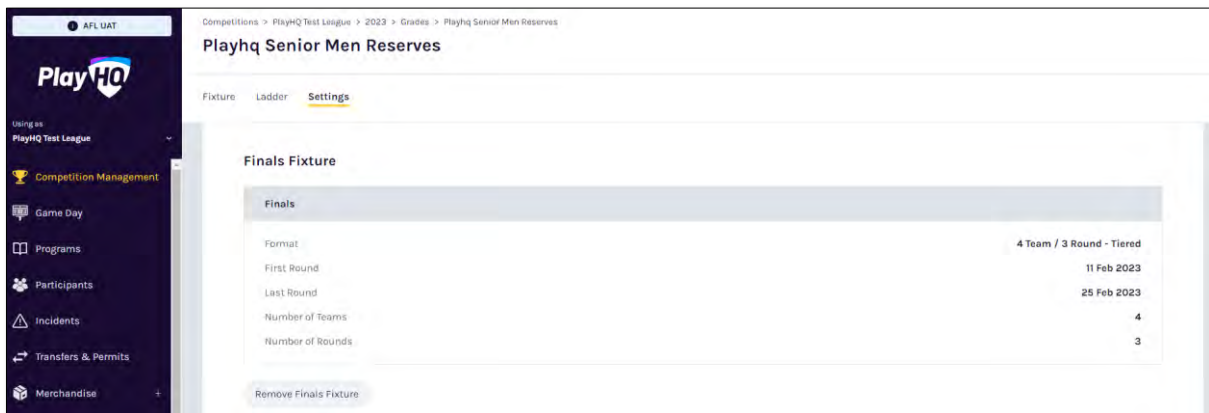 AFL UAT
PlayHQ
Using as
PlayHQ Test League
Competition Management
Game Day
Programs
Participants
Incidents
Transfers & Permits
Merchandise +
Competitions > PlayHQ Test League > 2023 > Grades > Playhq Senior Men Reserves
Playhq Senior Men Reserves
Fixture Ladder Settings
Finals Fixture
Finals
Format 4 Team / 3 Round - Tiered
First Round 11 Feb 2023
Last Round 25 Feb 2023
Number of Teams 4
Number of Rounds 3
Remove Finals Fixture